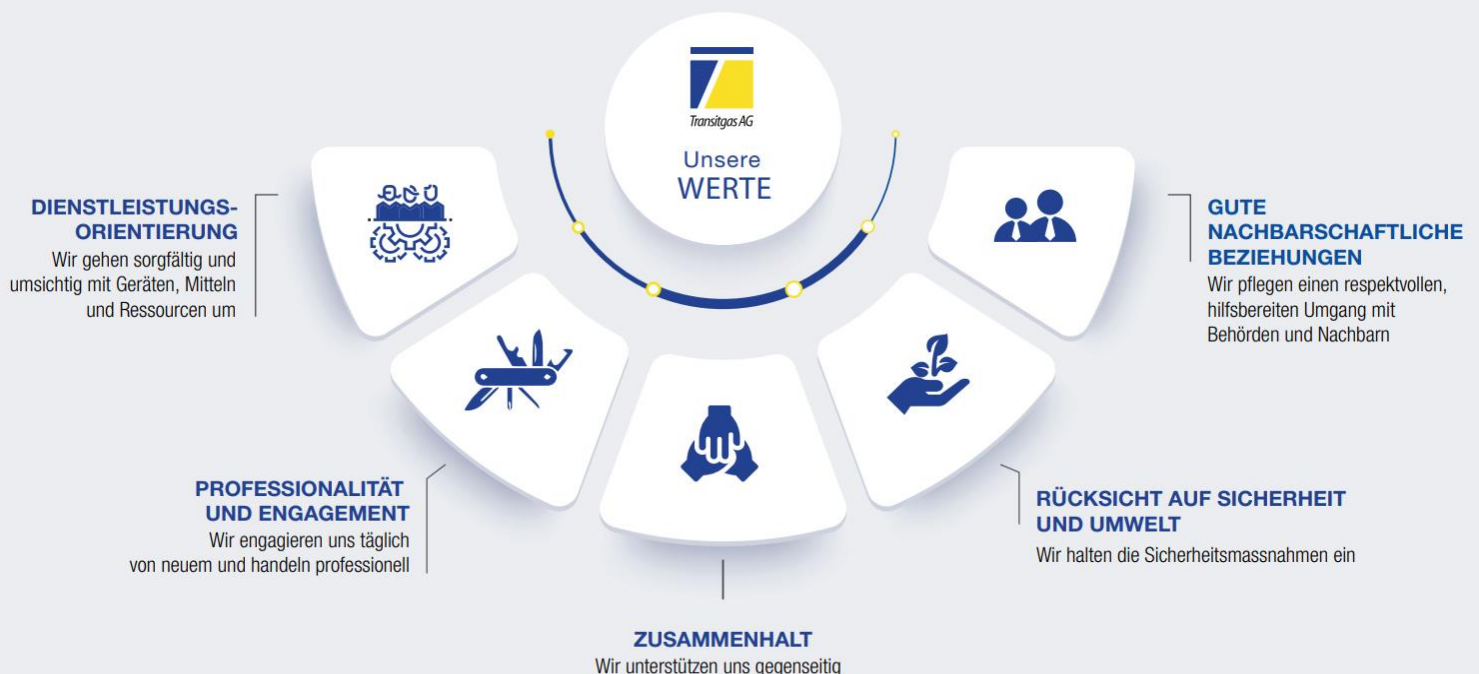 Transitgas AG
Unsere
WERTE
DIENSTLEISTUNGS-
ORIENTIERUNG
Wir gehen sorgfältig und
umsichtig mit Geräten, Mitteln
und Ressourcen um
PROFESSIONALITÄT
UND ENGAGEMENT
Wir engagieren uns täglich
von neuem und handeln professionell
ZUSAMMENHALT
Wir unterstützen uns gegenseitig
RÜCKSICHT AUF SICHERHEIT
UND UMWELT
Wir halten die Sicherheitsmassnahmen ein
GUTE
NACHBARSCHAFTLICHE
BEZIEHUNGEN
Wir pflegen einen respektvollen,
hilfsbereiten Umgang mit
Behörden und Nachbarn